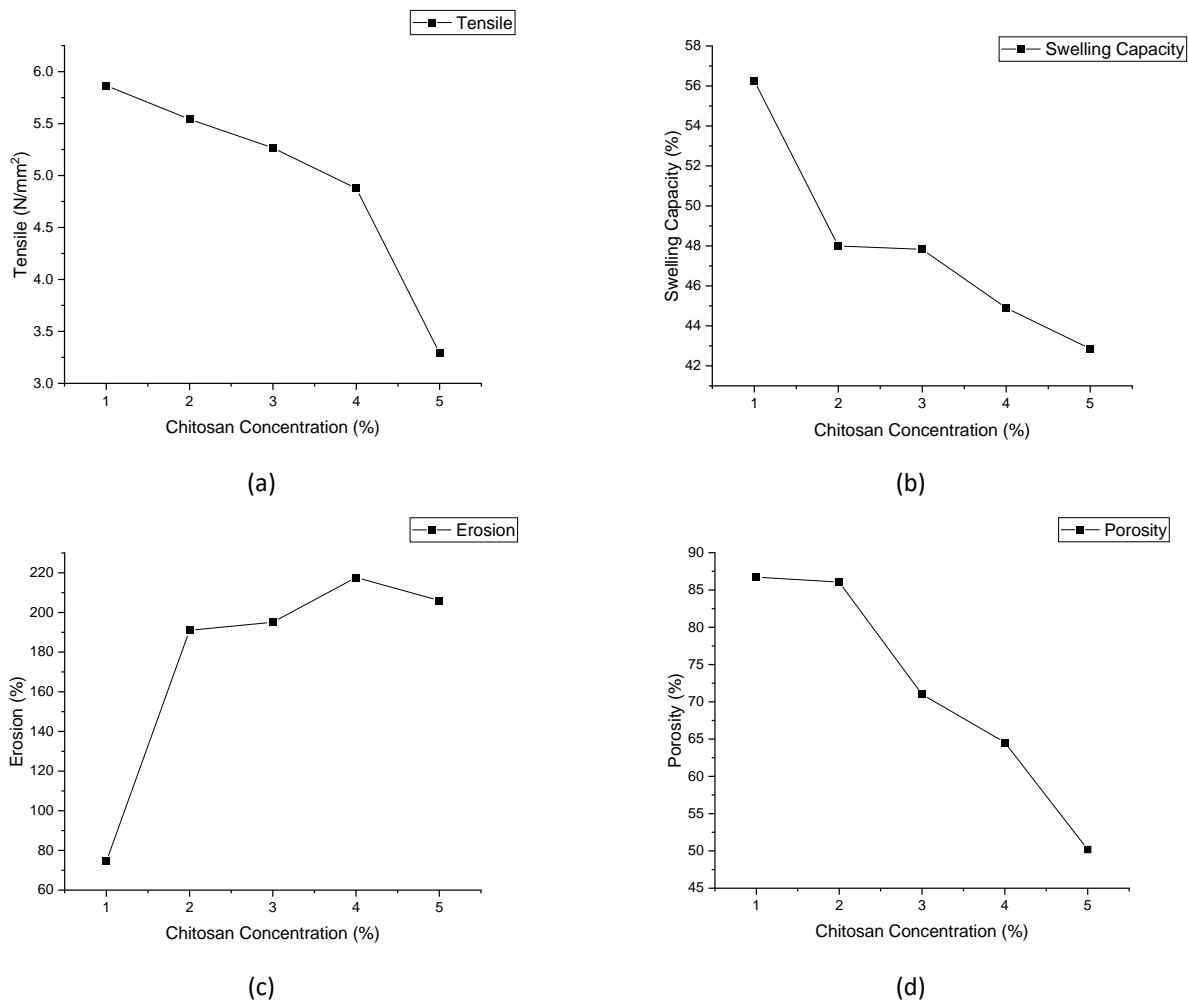 Tensile
6.0
5.5
5.0
4.5
4.0
3.5
3.0
Tensile (N/mm²)
1 2 3 4 5
Chitosan Concentration (%)
(a)
Swelling Capacity
58
56
54
52
50
48
46
44
42
Swelling Capacity (%)
1 2 3 4 5
Chitosan Concentration (%)
(b)
Erosion
220
200
180
160
140
120
100
80
60
Erosion (%)
1 2 3 4 5
Chitosan Concentration (%)
(c)
Porosity
90
85
80
75
70
65
60
55
50
45
Porosity (%)
1 2 3 4 5
Chitosan Concentration (%)
(d)